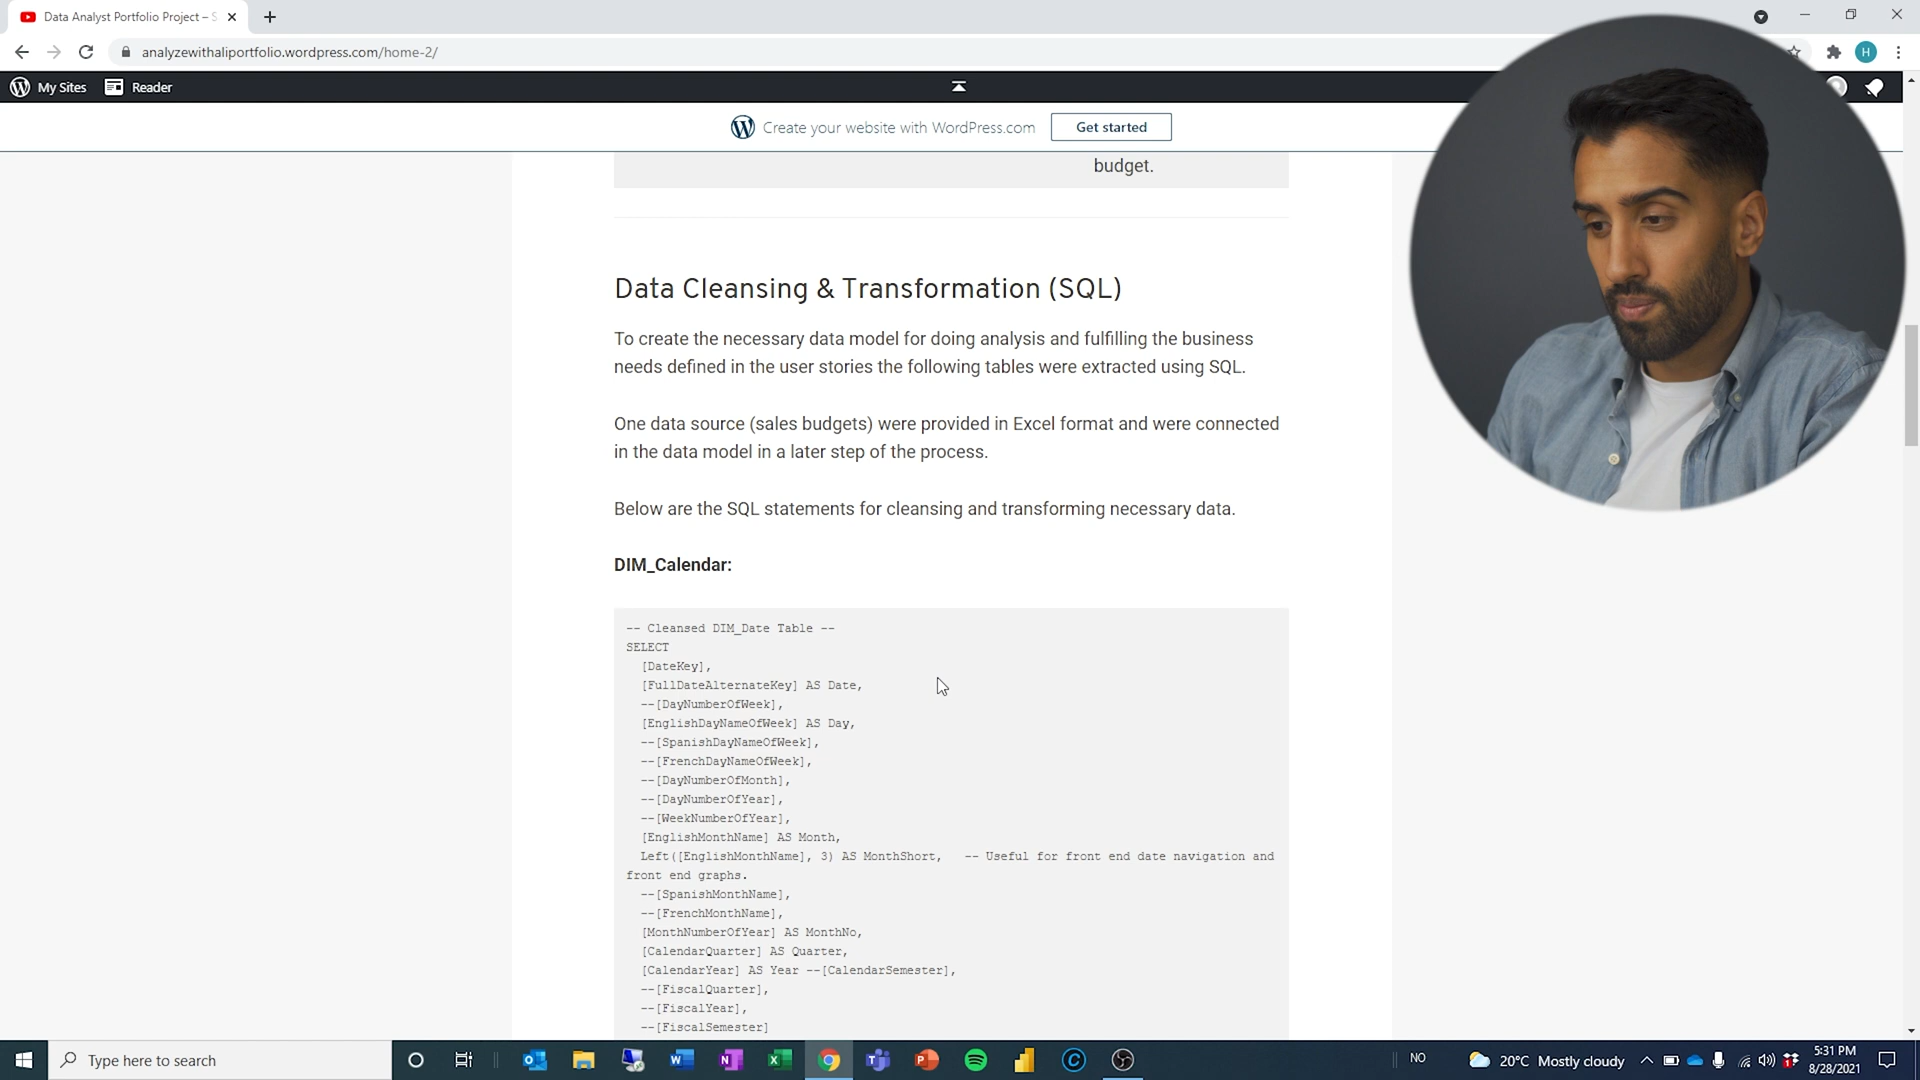 Data Analyst Portfolio Project – S
analyzewithaliportfolio.wordpress.com/home-2/
H
My Sites
Reader
Create your website with WordPress.com
Get started
budget.
Data Cleansing & Transformation (SQL)
To create the necessary data model for doing analysis and fulfilling the business
needs defined in the user stories the following tables were extracted using SQL.
One data source (sales budgets) were provided in Excel format and were connected
in the data model in a later step of the process.
Below are the SQL statements for cleansing and transforming necessary data.
DIM_Calendar:
-- Cleansed DIM_Date Table --
SELECT
[DateKey],
[FullDateAlternateKey] AS Date,
--[DayNumberOfWeek],
[EnglishDayNameOfWeek] AS Day,
--[SpanishDayNameOfWeek],
--[FrenchDayNameOfWeek],
--[DayNumberOfMonth],
--[DayNumberOfYear],
--[WeekNumberOfYear],
[EnglishMonthName] AS Month,
Left([EnglishMonthName], 3) AS MonthShort,   -- Useful for front end date navigation and
front end graphs.
--[SpanishMonthName],
--[FrenchMonthName],
[MonthNumberOfYear] AS MonthNo,
[CalendarQuarter] AS Quarter,
[CalendarYear] AS Year --[CalendarSemester],
--[FiscalQuarter],
--[FiscalYear],
--[FiscalSemester]
Type here to search
NO
20°C Mostly cloudy
5:31 PM
8/28/2021